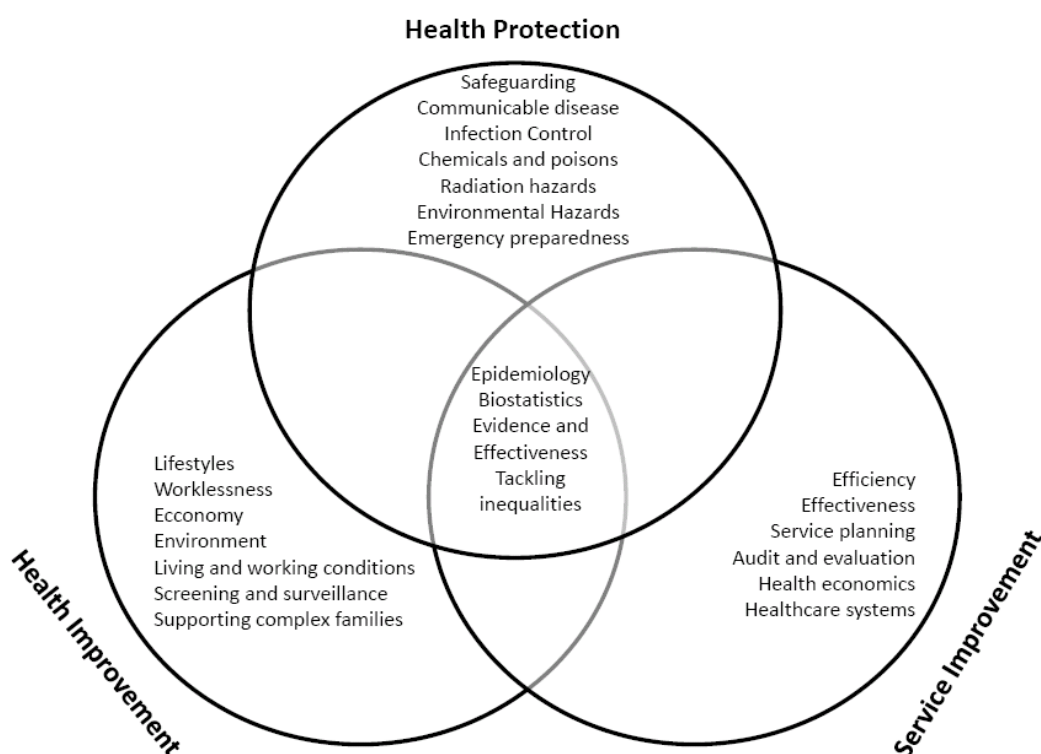 Health Protection
Safeguarding
Communicable disease
Infection Control
Chemicals and poisons
Radiation hazards
Environmental Hazards
Emergency preparedness
Epidemiology
Biostatistics
Evidence and
Effectiveness
Tackling
inequalities
Lifestyles
Worklessness
Ecconomy
Environment
Living and working conditions
Screening and surveillance
Supporting complex families
Efficiency
Effectiveness
Service planning
Audit and evaluation
Health economics
Healthcare systems
Health Improvement
Service Improvement